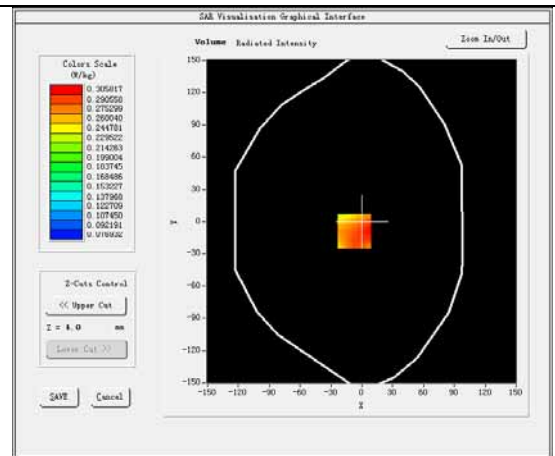 SAR Visualisation Graphical Interface
Volume Radiated Intensity
Zoom In/Out
Colors Scale
(W/kg)
0.305817
0.290558
0.275299
0.260040
0.244781
0.229522
0.214263
0.199004
0.183745
0.168486
0.153227
0.137968
0.122709
0.107450
0.092191
0.076932
150
120
90
60
30
0
-30
-60
-90
-120
-150
Y
-150 -120 -90 -60 -30 0 30 60 90 120 150
X
Z-Cuts Control
<< Upper Cut
Z = 4.0 mm
Lower Cut >>
SAVE Cancel